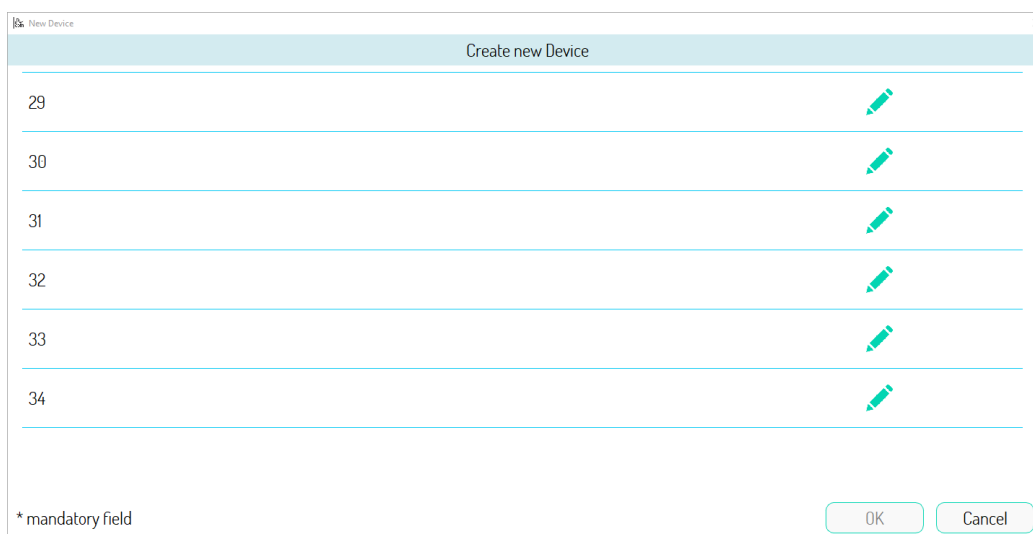 New Device
Create new Device
29
30
31
32
33
34
* mandatory field
OK
Cancel